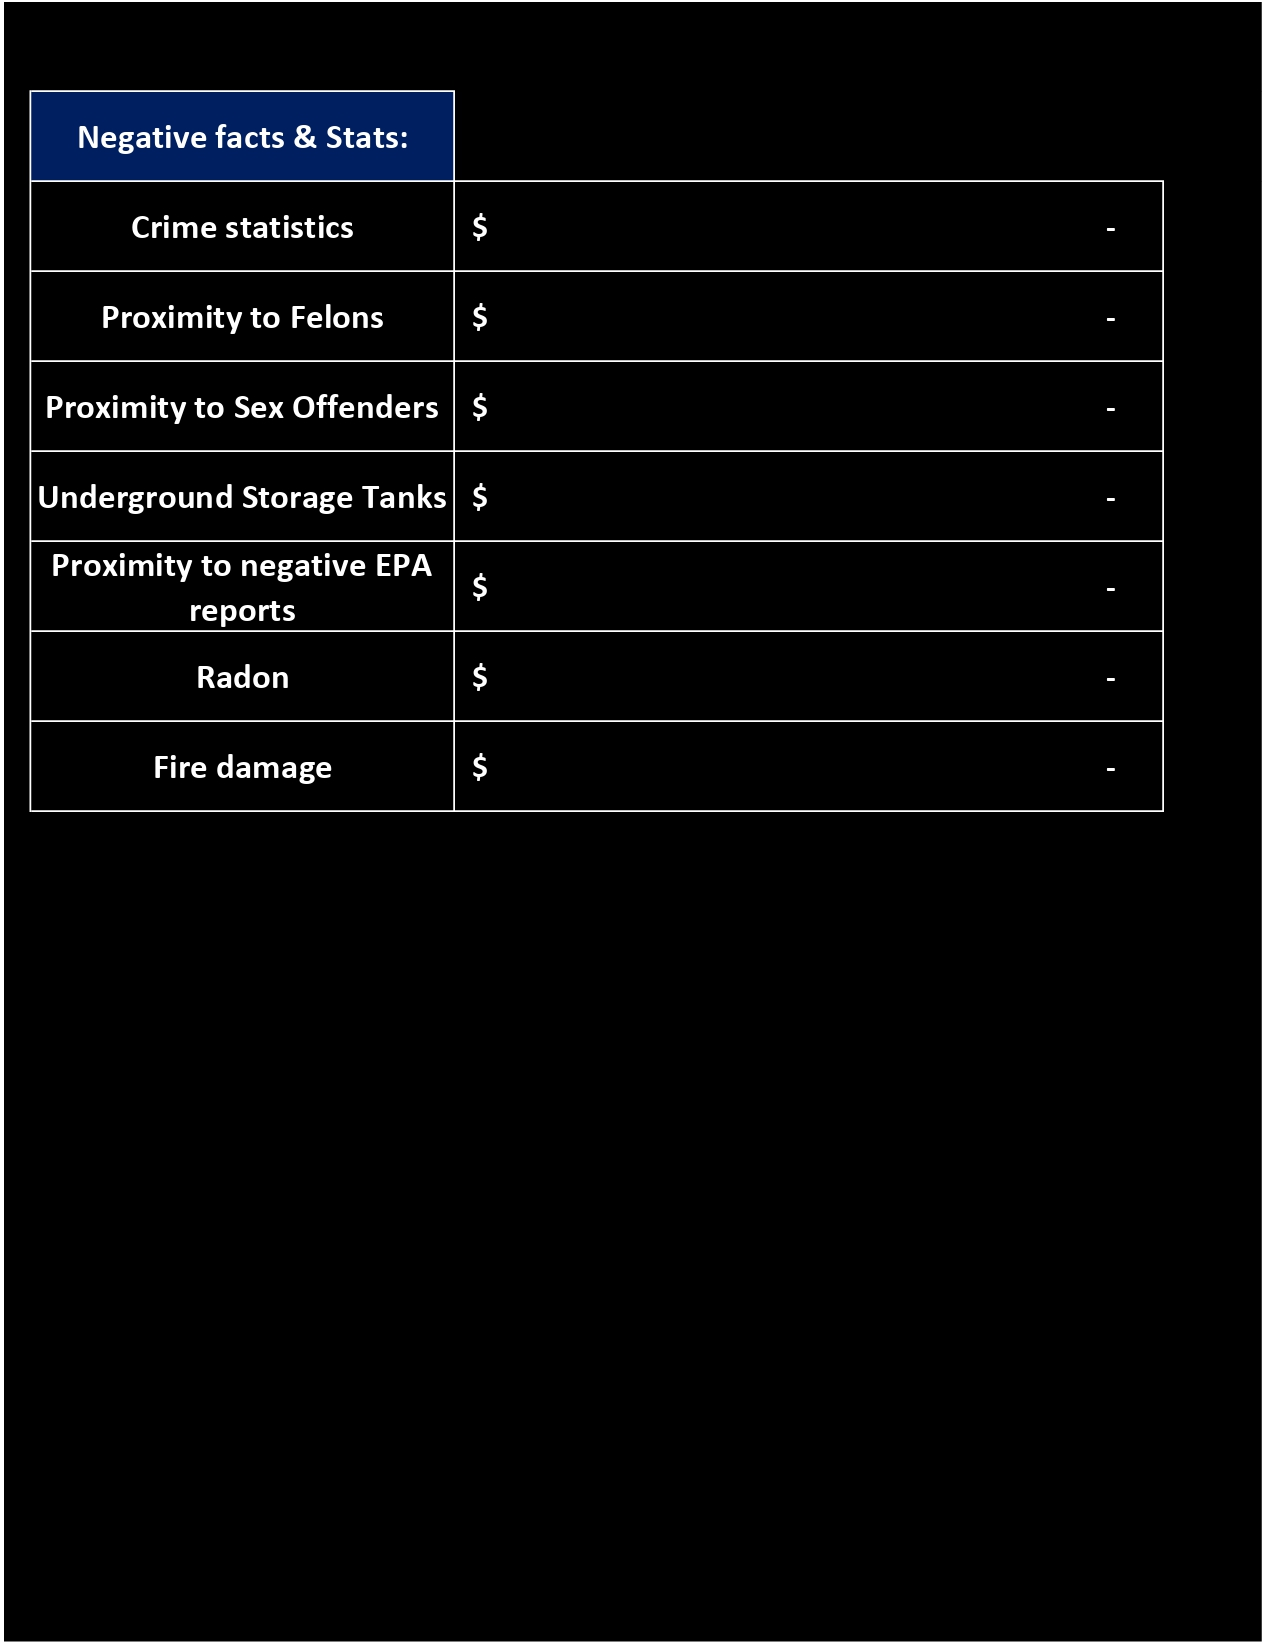 Negative facts & Stats:
Crime statistics $ -
Proximity to Felons $ -
Proximity to Sex Offenders $ -
Underground Storage Tanks $ -
Proximity to negative EPA
reports $ -
Radon $ -
Fire damage $ -